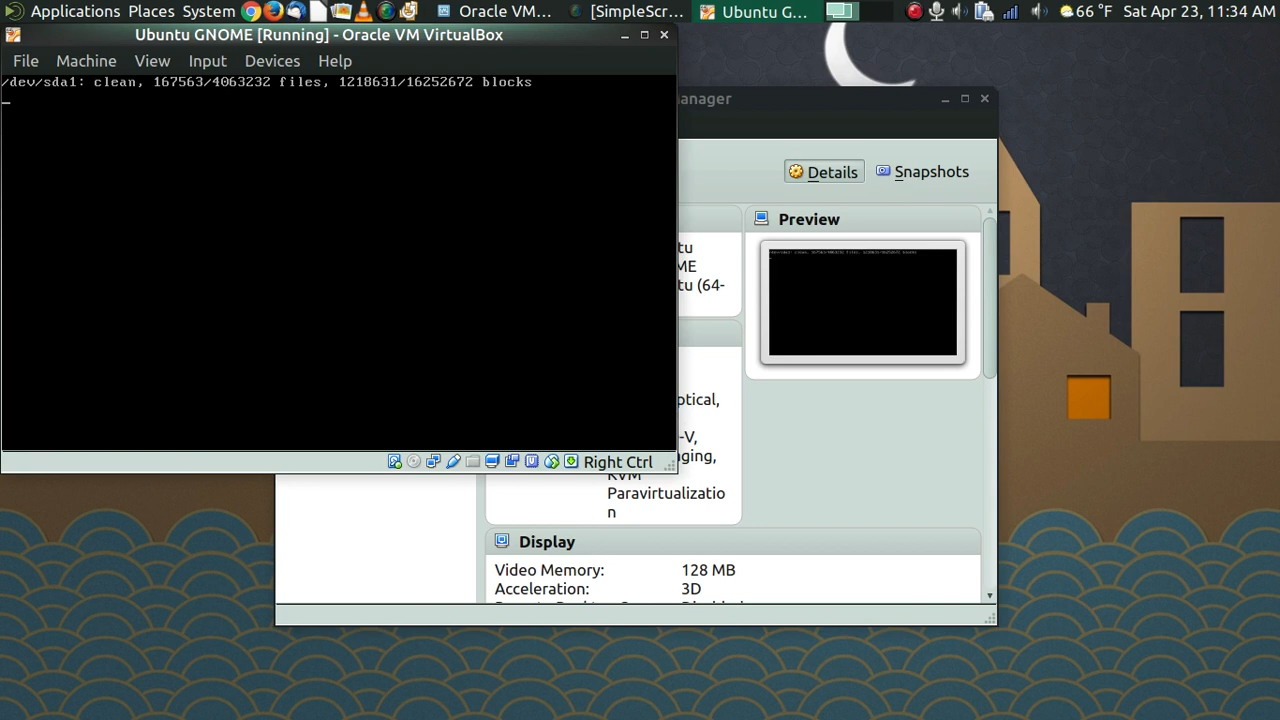 Applications Places System Oracle VM... [SimpleScr... Ubuntu G... 66 °F Sat Apr 23, 11:34 AM
Ubuntu GNOME [Running] - Oracle VM VirtualBox
File Machine View Input Devices Help
/dev/sda1: clean, 167563/4063232 files, 1218631/16252672 blocks
anager
Details Snapshots
Preview
tu
ME
tu (64-
ptical,
-V,
ging,
KVM
Paravirtualizatio
n
Right Ctrl
Display
Video Memory: 128 MB
Acceleration: 3D